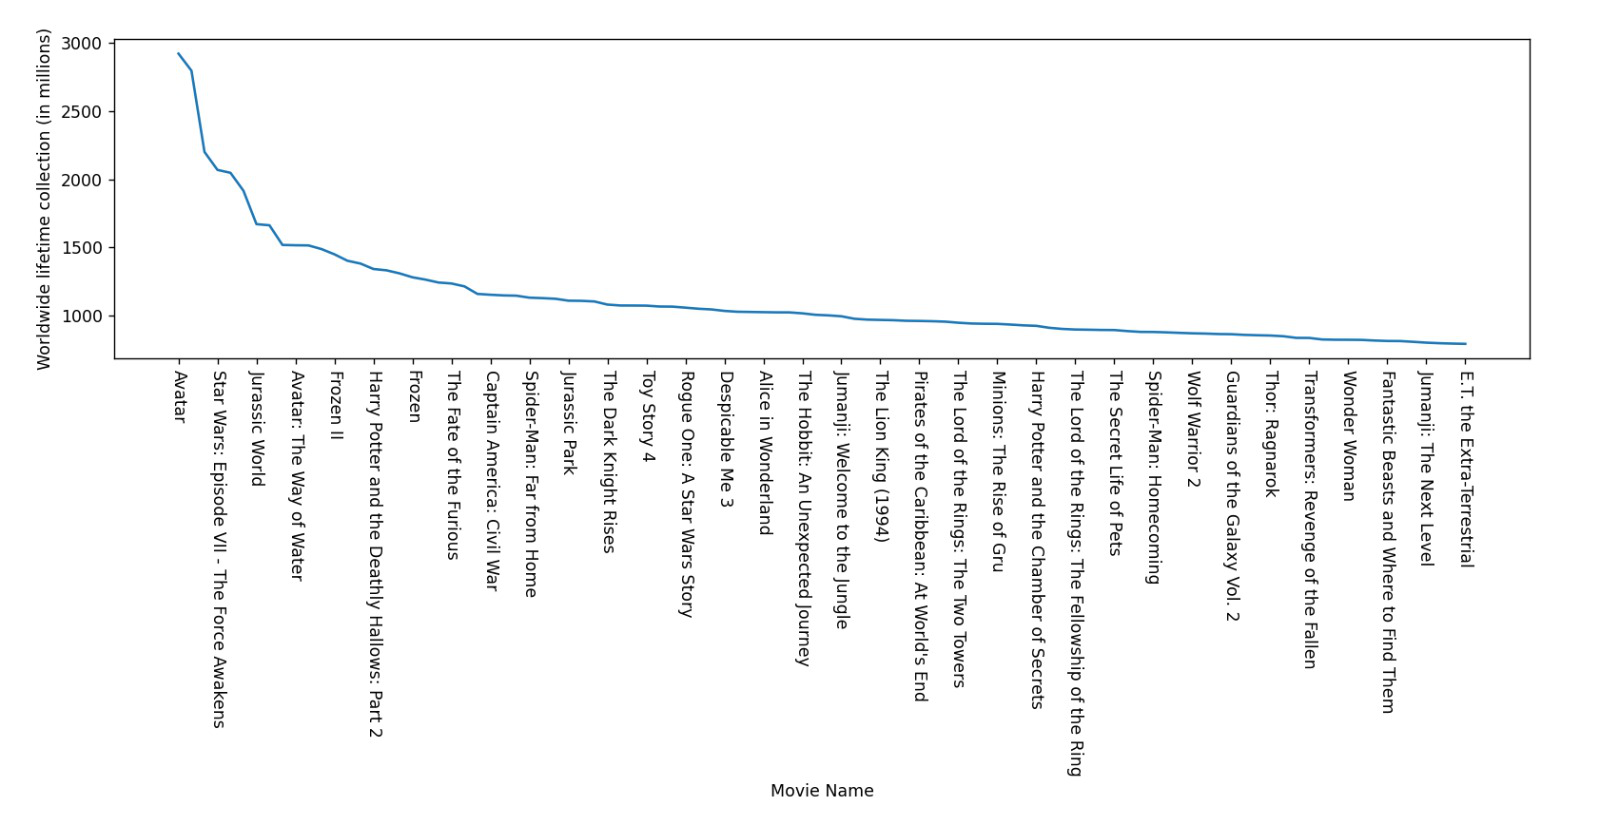 Worldwide lifetime collection (in millions)
3000
2500
2000
1500
1000
Avatar
Star Wars: Episode VII - The Force Awakens
Jurassic World
Avatar: The Way of Water
Frozen II
Harry Potter and the Deathly Hallows: Part 2
Frozen
The Fate of the Furious
Captain America: Civil War
Spider-Man: Far from Home
Jurassic Park
The Dark Knight Rises
Toy Story 4
Rogue One: A Star Wars Story
Despicable Me 3
Alice in Wonderland
The Hobbit: An Unexpected Journey
Jumanji: Welcome to the Jungle
The Lion King (1994)
Pirates of the Caribbean: At World's End
The Lord of the Rings: The Two Towers
Minions: The Rise of Gru
Harry Potter and the Chamber of Secrets
The Lord of the Rings: The Fellowship of the Ring
The Secret Life of Pets
Spider-Man: Homecoming
Wolf Warrior 2
Guardians of the Galaxy Vol. 2
Thor: Ragnarok
Transformers: Revenge of the Fallen
Wonder Woman
Fantastic Beasts and Where to Find Them
Jumanji: The Next Level
E.T. the Extra-Terrestrial
Movie Name